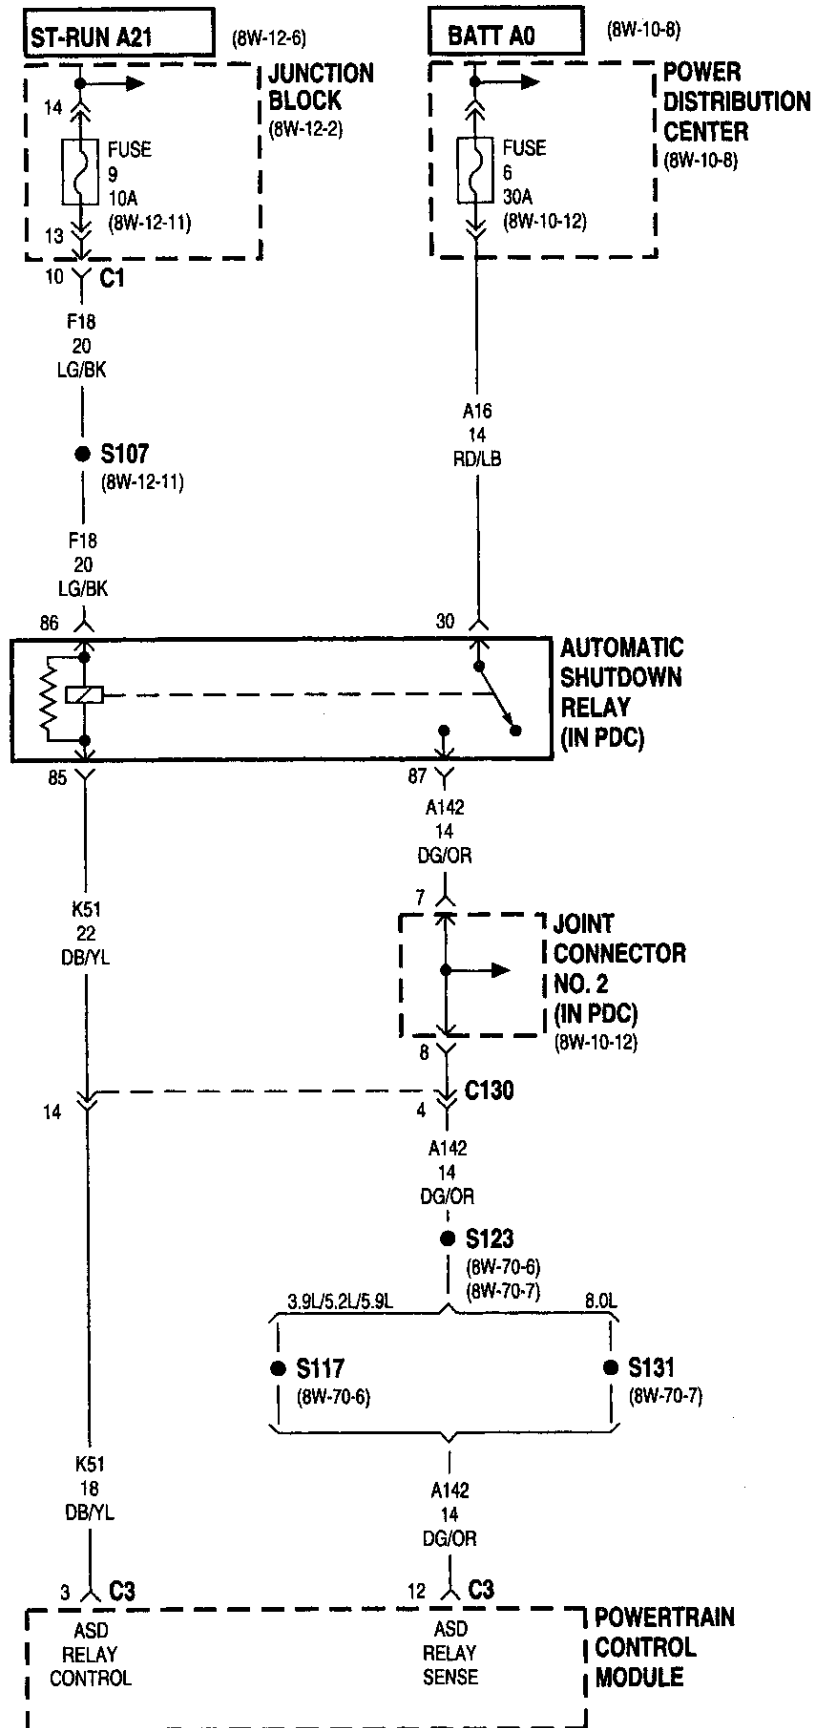 ST-RUN A21
(8W-12-6)
BATT A0
(8W-10-8)
JUNCTION
BLOCK
(8W-12-2)
POWER
DISTRIBUTION
CENTER
(8W-10-8)
14
FUSE
9
10A
(8W-12-11)
13
10
C1
FUSE
6
30A
(8W-10-12)
F18
20
LG/BK
A16
14
RD/LB
S107
(8W-12-11)
F18
20
LG/BK
86
30
AUTOMATIC
SHUTDOWN
RELAY
(IN PDC)
85
87
A142
14
DG/OR
7
K51
22
DB/YL
JOINT
CONNECTOR
NO. 2
(IN PDC)
(8W-10-12)
8
14
4
C130
A142
14
DG/OR
S123
(8W-70-6)
(8W-70-7)
3.9L/5.2L/5.9L
8.0L
S117
(8W-70-6)
S131
(8W-70-7)
K51
18
DB/YL
A142
14
DG/OR
3
C3
12
C3
ASD
RELAY
CONTROL
ASD
RELAY
SENSE
POWERTRAIN
CONTROL
MODULE